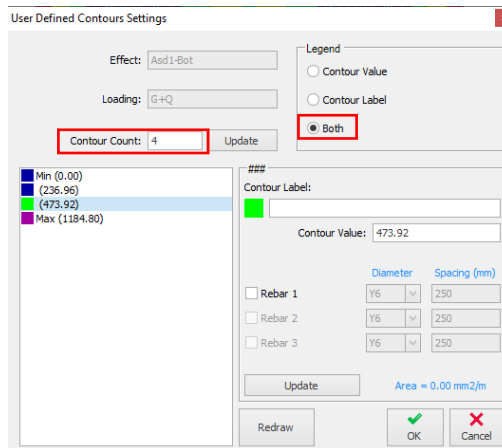 User Defined Contours Settings
Effect: Asd1-Bot
Loading: G+Q
Contour Count: 4 Update
Legend
Contour Value
Contour Label
Both
Min (0.00)
(236.96)
(473.92)
Max (1184.80)
###
Contour Label:
Contour Value: 473.92
Diameter Spacing (mm)
Rebar 1 Y6 250
Rebar 2 Y6 250
Rebar 3 Y6 250
Update Area = 0.00 mm2/m
Redraw OK Cancel